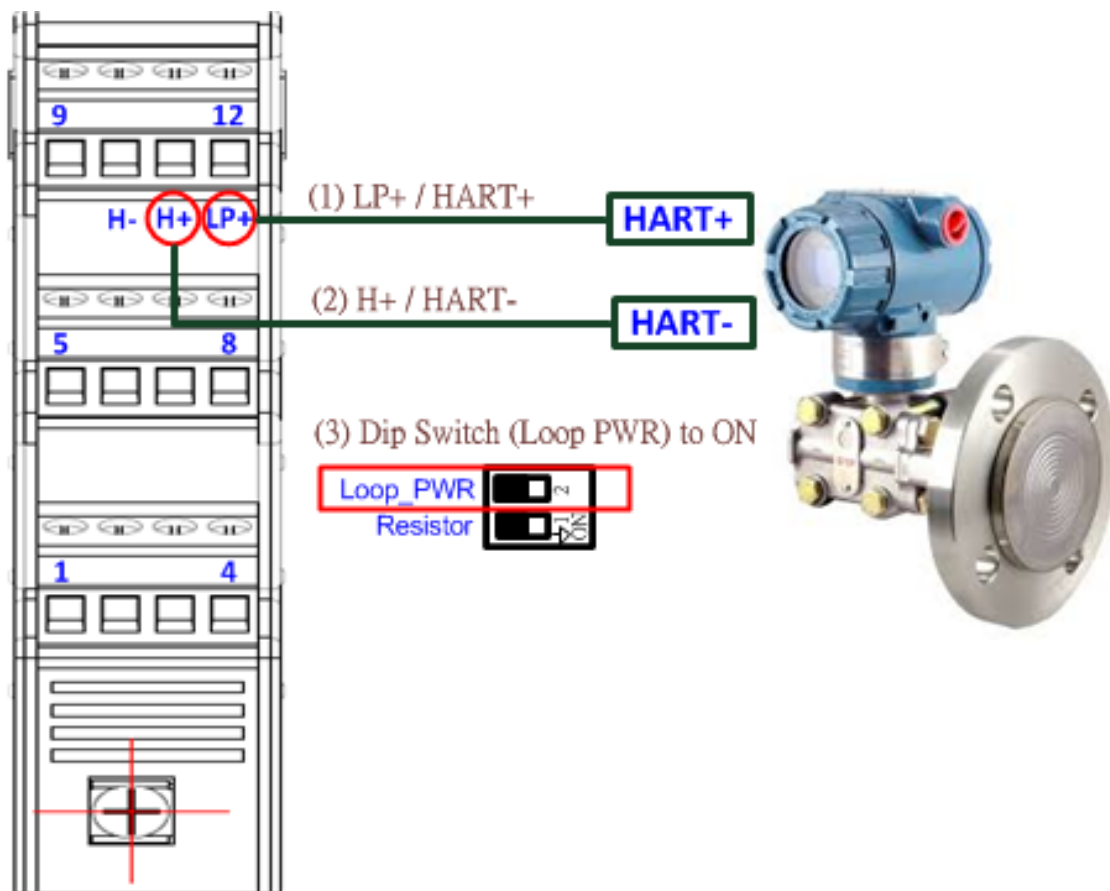 9 12
H- H+ LP+
(1) LP+ / HART+
HART+
(2) H+ / HART-
HART-
5 8
(3) Dip Switch (Loop PWR) to ON
Loop_PWR 2
Resistor 1
ON
1 4